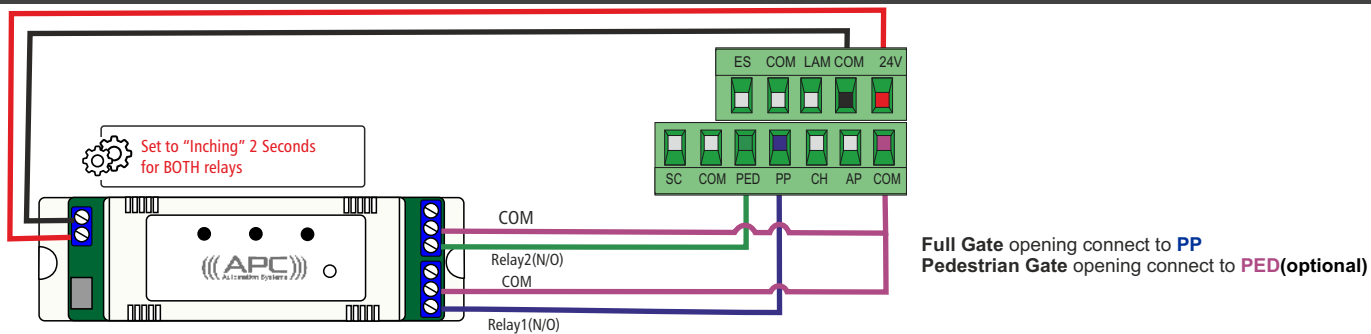 ES COM LAM COM 24V
SC COM PED PP CH AP COM
Set to “Inching” 2 Seconds
for BOTH relays
COM
Relay2(N/O)
COM
Relay1(N/O)
((( APC )))
Automation Systems
Full Gate opening connect to PP
Pedestrian Gate opening connect to PED(optional)